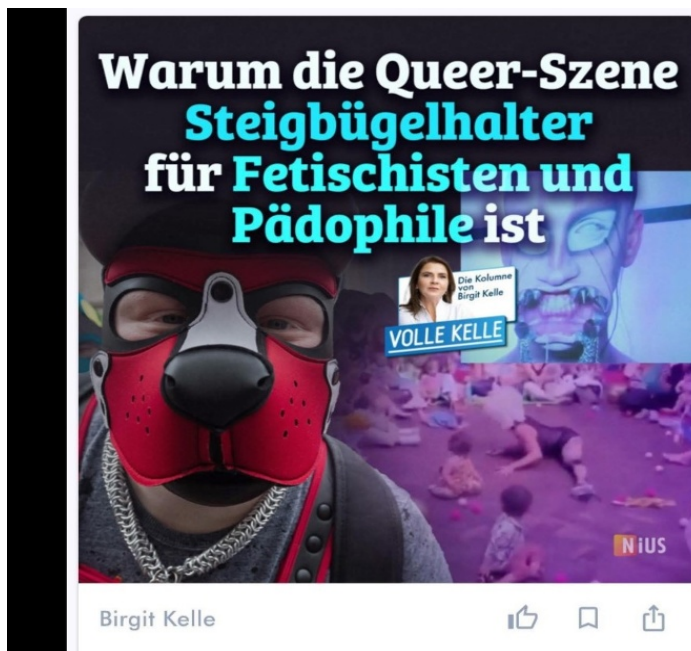 Warum die Queer-Szene
Steigbügelhalter
für Fetischisten und
Pädophile ist
Die Kolumne
von
Birgit Kelle
VOLLE KELLE
NiUS
Birgit Kelle